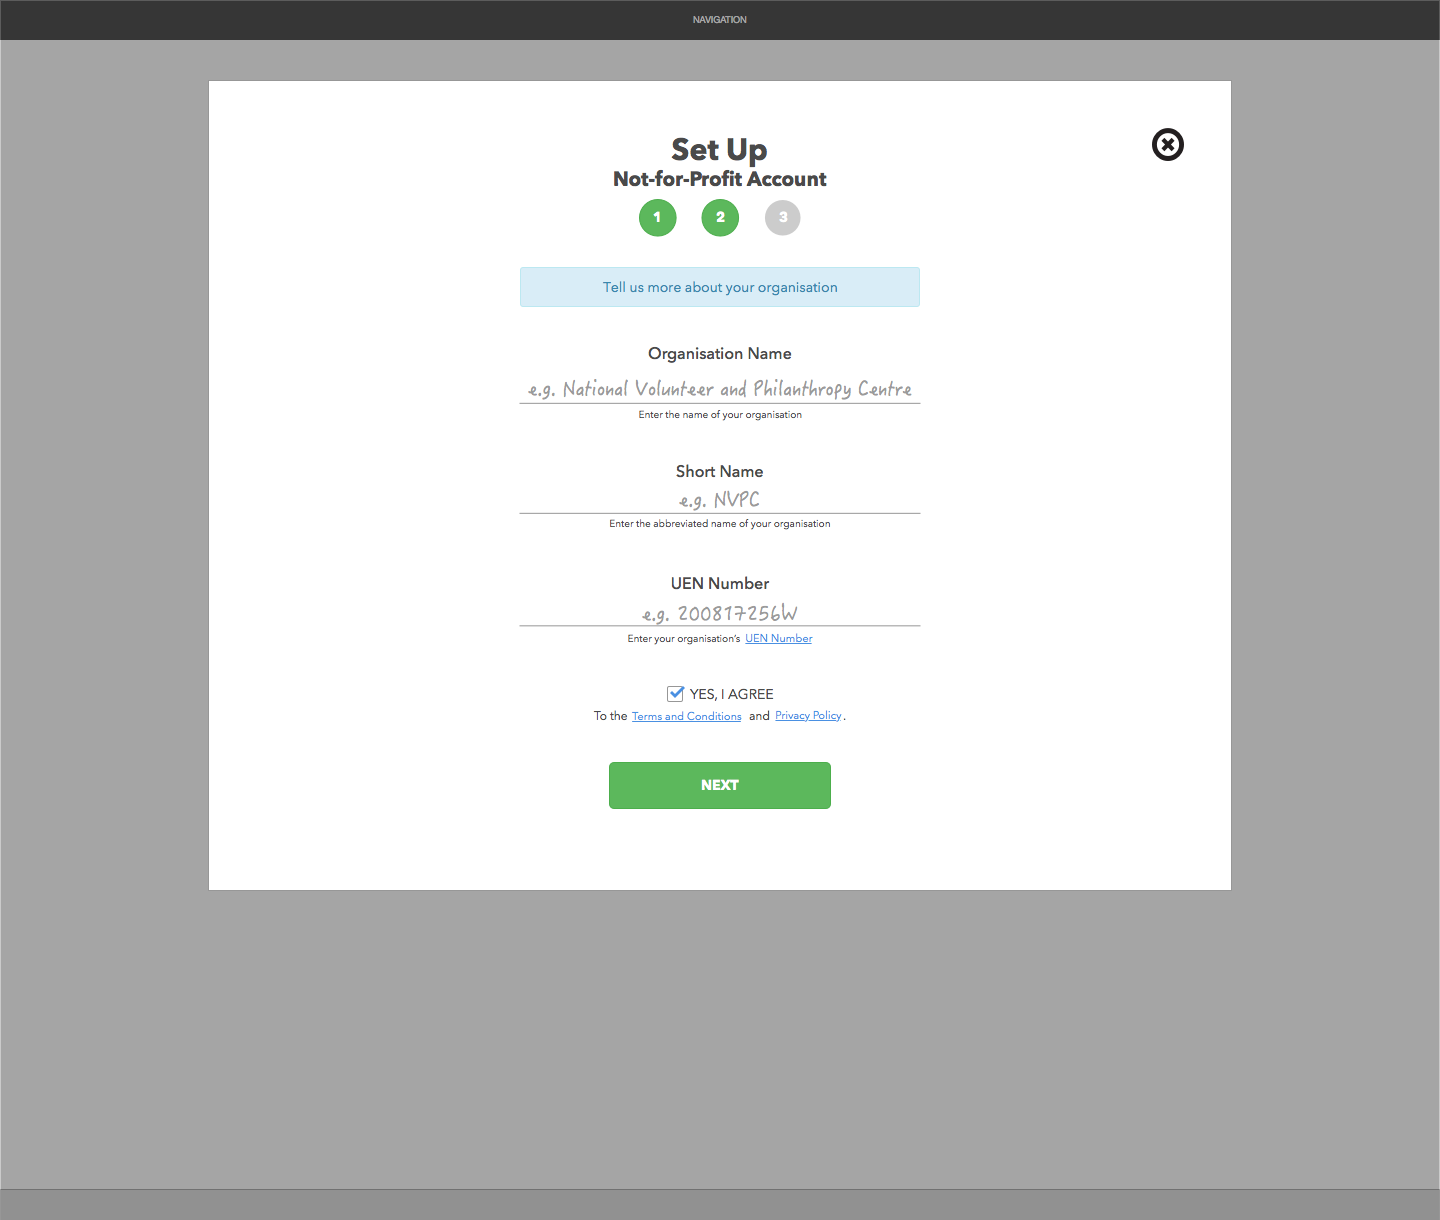 NAVIGATION
Set Up
Not-for-Profit Account
1 2 3
Tell us more about your organisation
Organisation Name
e.g. National Volunteer and Philanthropy Centre
Enter the name of your organisation
Short Name
e.g. NVPC
Enter the abbreviated name of your organisation
UEN Number
e.g. 200817256W
Enter your organisation's UEN Number
YES, I AGREE
To the Terms and Conditions and Privacy Policy.
NEXT